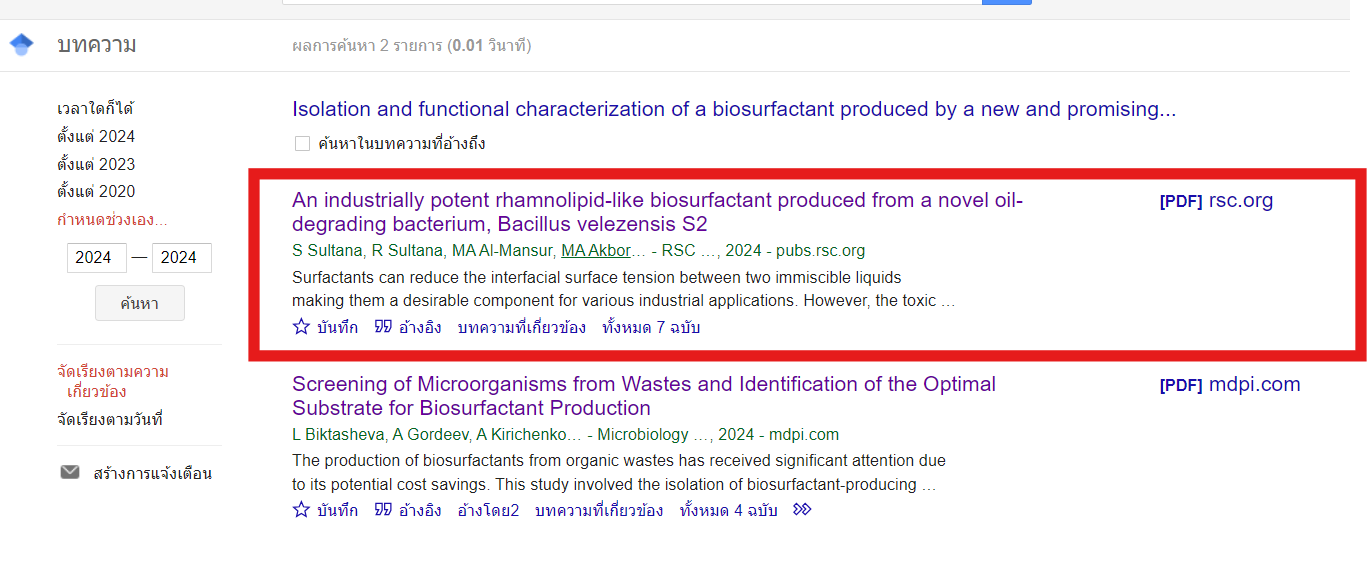 บทความ
ผลการค้นหา 2 รายการ (0.01 วินาที)
เวลาใดก็ได้
ตั้งแต่ 2024
ตั้งแต่ 2023
ตั้งแต่ 2020
กำหนดช่วงเอง...
2024 — 2024
ค้นหา
จัดเรียงตามความ
เกี่ยวข้อง
จัดเรียงตามวันที่
สร้างการแจ้งเตือน
Isolation and functional characterization of a biosurfactant produced by a new and promising...
ค้นหาในบทความที่อ้างถึง
An industrially potent rhamnolipid-like biosurfactant produced from a novel oil-
degrading bacterium, Bacillus velezensis S2
[PDF] rsc.org
S Sultana, R Sultana, MA Al-Mansur, MA Akbor… - RSC …, 2024 - pubs.rsc.org
Surfactants can reduce the interfacial surface tension between two immiscible liquids
making them a desirable component for various industrial applications. However, the toxic …
บันทึก อ้างอิง บทความที่เกี่ยวข้อง ทั้งหมด 7 ฉบับ
Screening of Microorganisms from Wastes and Identification of the Optimal
Substrate for Biosurfactant Production
[PDF] mdpi.com
L Biktasheva, A Gordeev, A Kirichenko… - Microbiology …, 2024 - mdpi.com
The production of biosurfactants from organic wastes has received significant attention due
to its potential cost savings. This study involved the isolation of biosurfactant-producing …
บันทึก อ้างอิง อ้างโดย2 บทความที่เกี่ยวข้อง ทั้งหมด 4 ฉบับ